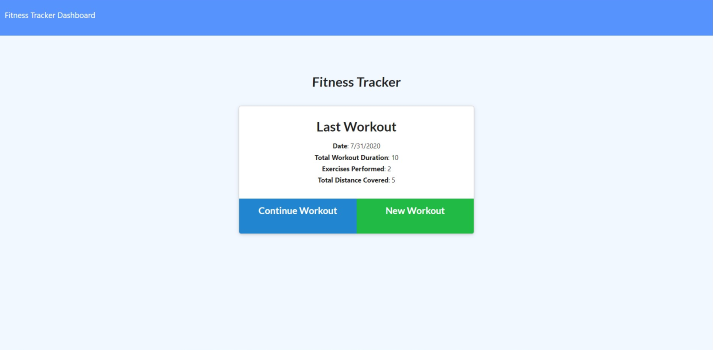 Fitness Tracker Dashboard
Fitness Tracker
Last Workout
Date: 7/31/2020
Total Workout Duration: 10
Exercises Performed: 2
Total Distance Covered: 5
Continue Workout
New Workout